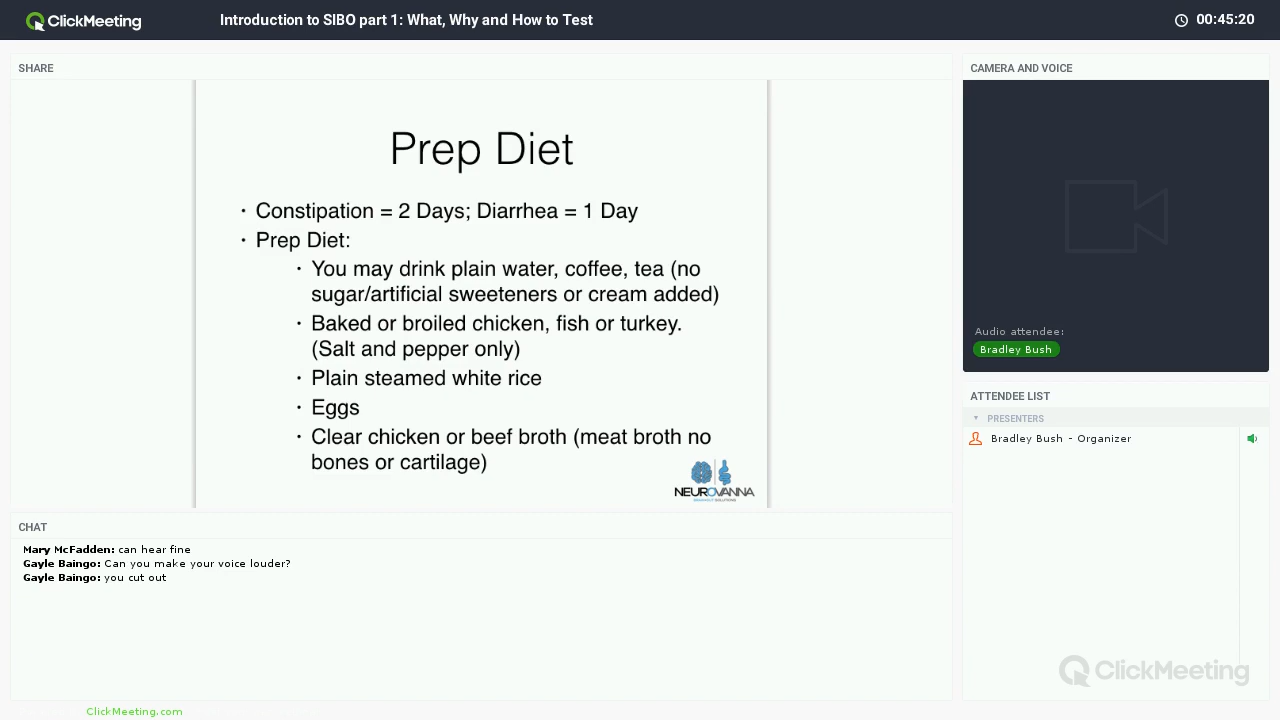 ClickMeeting
Introduction to SIBO part 1: What, Why and How to Test
00:45:20
SHARE
Prep Diet
• Constipation = 2 Days; Diarrhea = 1 Day
• Prep Diet:
• You may drink plain water, coffee, tea (no
sugar/artificial sweeteners or cream added)
• Baked or broiled chicken, fish or turkey.
(Salt and pepper only)
• Plain steamed white rice
• Eggs
• Clear chicken or beef broth (meat broth no
bones or cartilage)
NEUROVANNA
CHAT
Mary McFadden: can hear fine
Gayle Baingo: Can you make your voice louder?
Gayle Baingo: you cut out
CAMERA AND VOICE
Audio attendee:
Bradley Bush
ATTENDEE LIST
PRESENTERS
Bradley Bush - Organizer
ClickMeeting
ClickMeeting.com